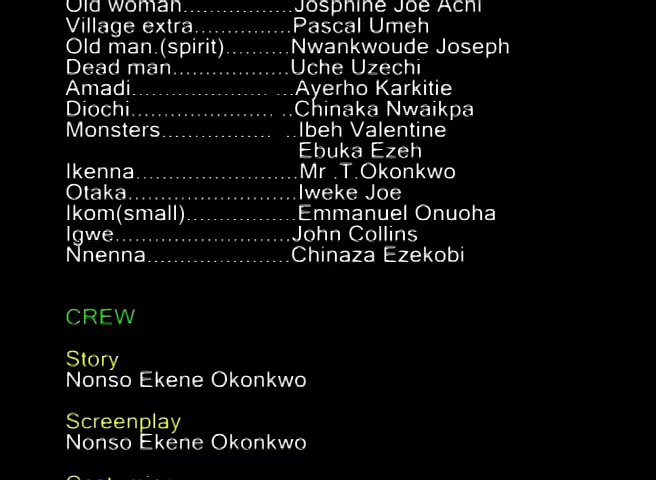 Old woman................Josphine Joe Achi
Village extra..............Pascal Umeh
Old man.(spirit)..........Nwankwoude Joseph
Dead man.................Uche Uzechi
Amadi..................... ...Ayerho Karkitie
Diochi...................... ..Chinaka Nwaikpa
Monsters................. ..Ibeh Valentine
Ebuka Ezeh
Ikenna.........................Mr .T.Okonkwo
Otaka..........................Iweke Joe
Ikom(small).................Emmanuel Onuoha
Igwe...........................John Collins
Nnenna......................Chinaza Ezekobi
CREW
Story
Nonso Ekene Okonkwo
Screenplay
Nonso Ekene Okonkwo